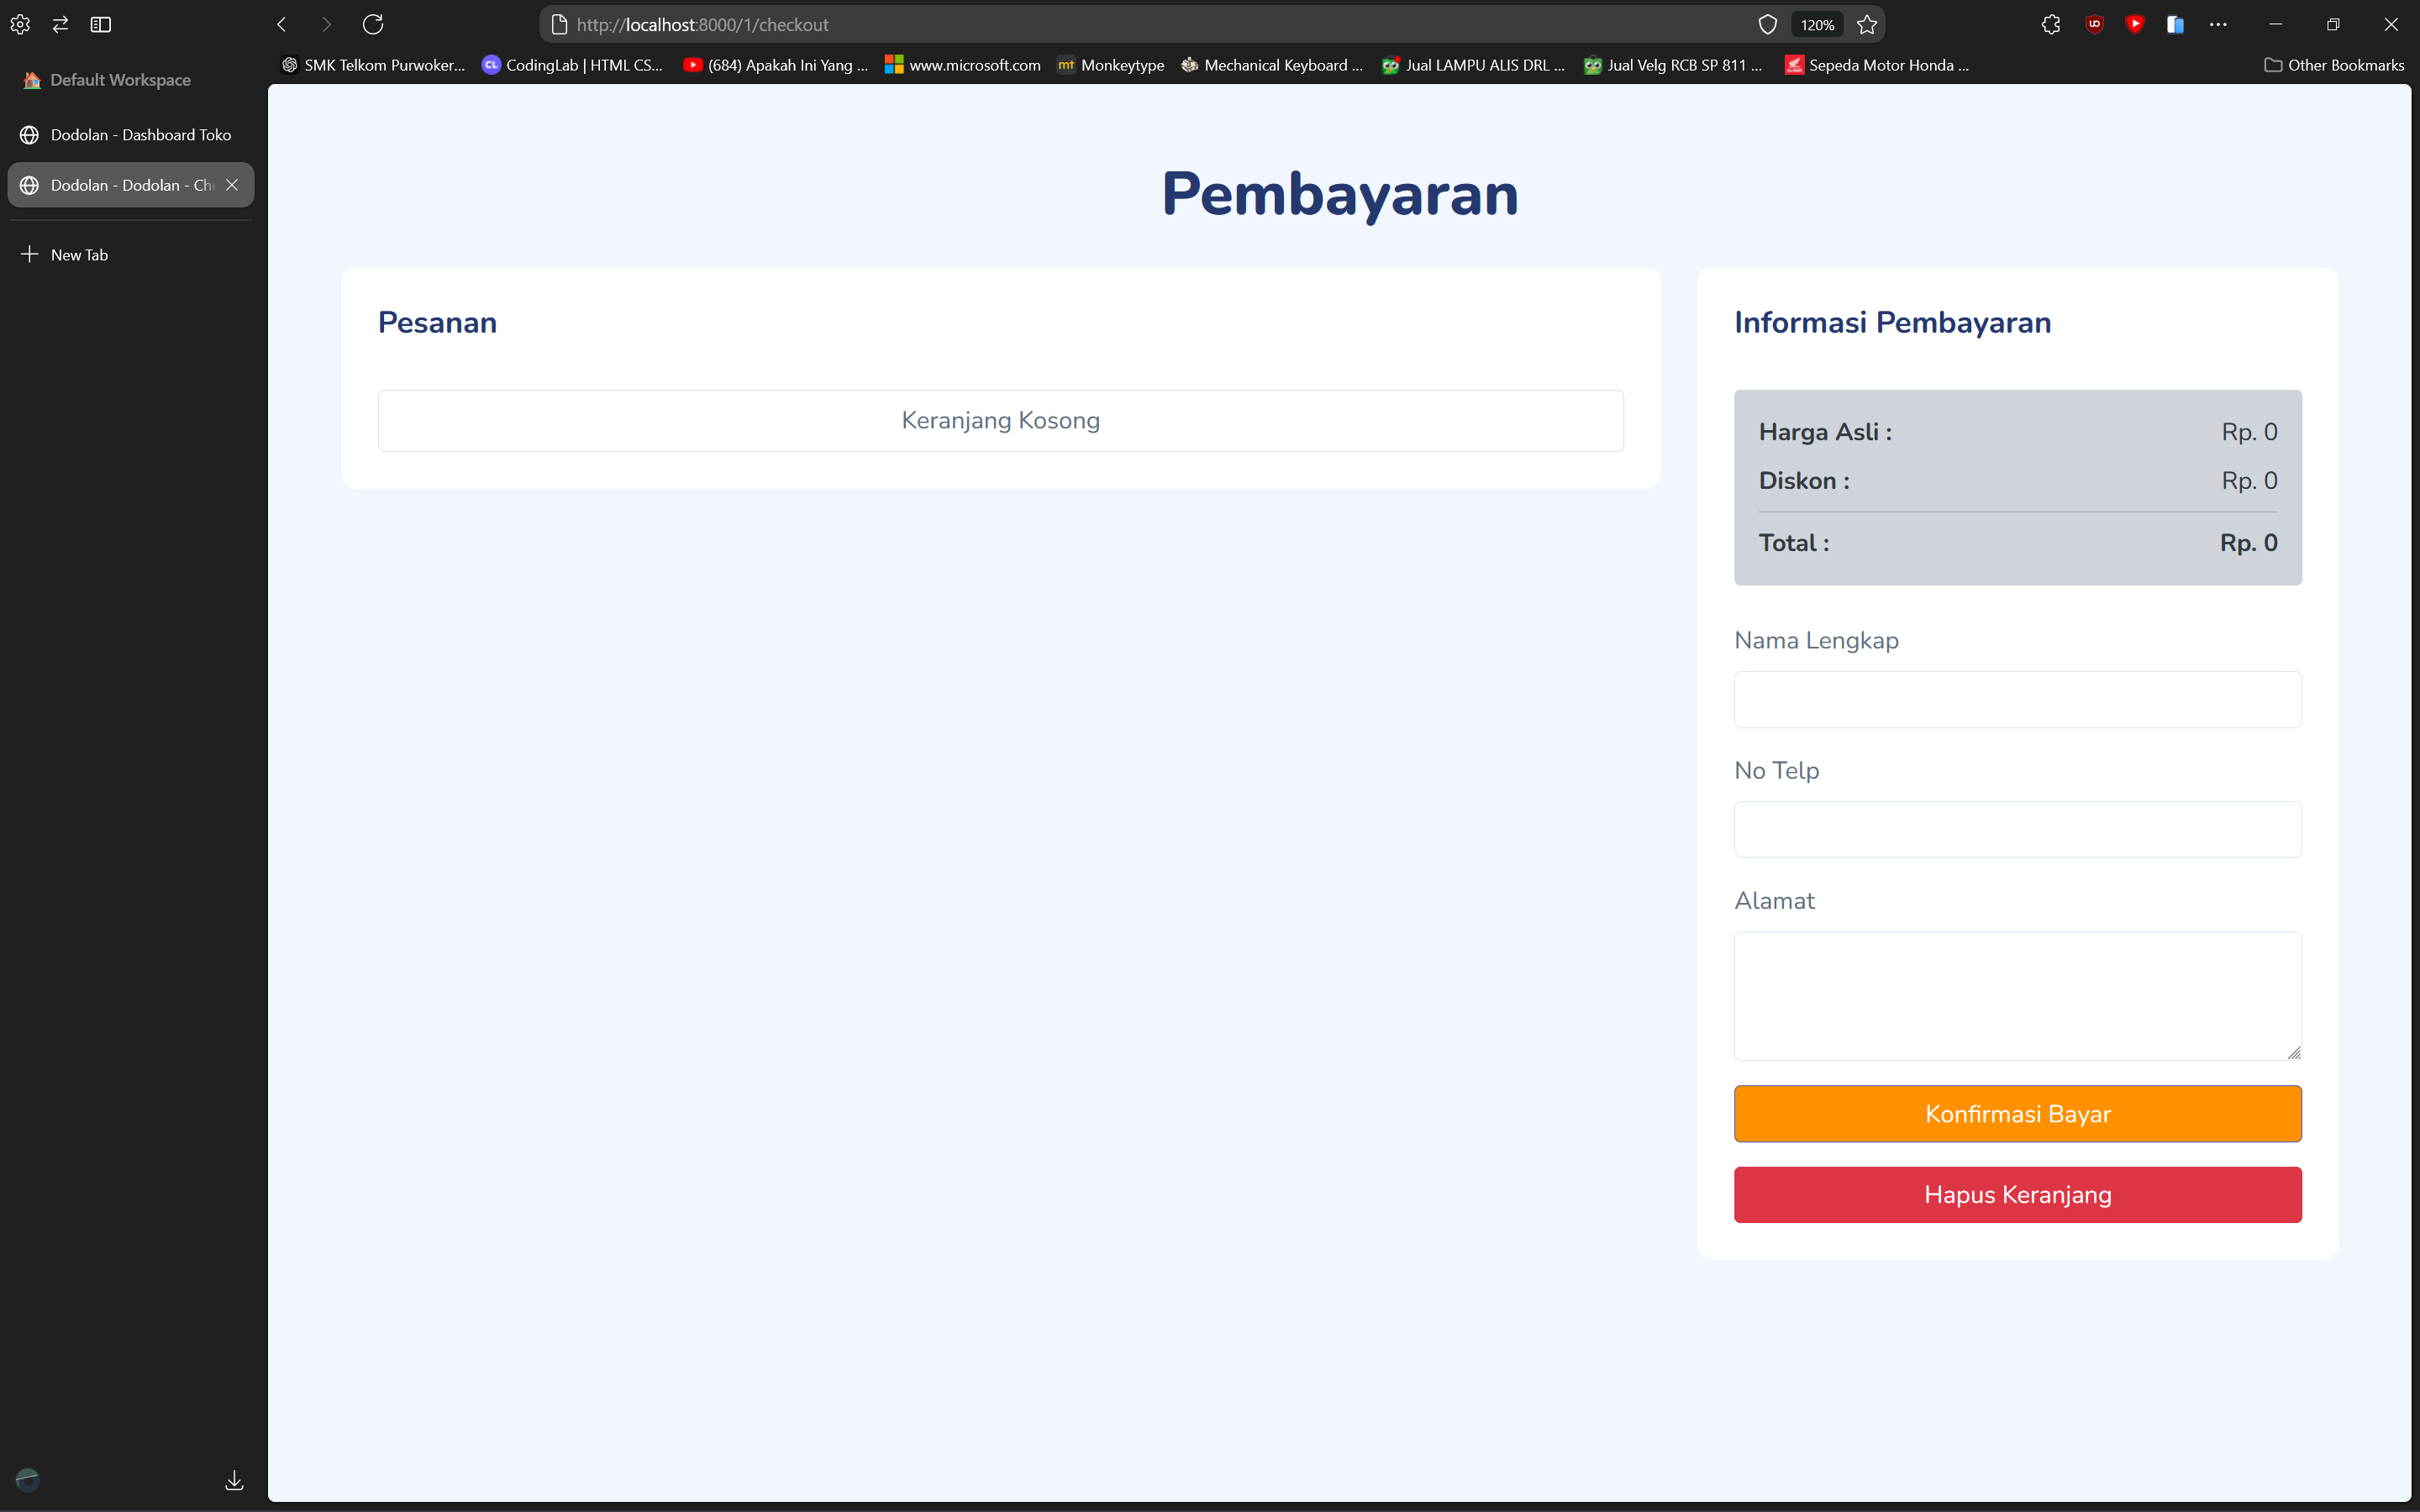 http://localhost:8000/1/checkout
120%
SMK Telkom Purwoker...
CL CodingLab | HTML CS...
(684) Apakah Ini Yang ...
www.microsoft.com
mt Monkeytype
Mechanical Keyboard ...
Jual LAMPU ALIS DRL ...
Jual Velg RCB SP 811 ...
Sepeda Motor Honda ...
Other Bookmarks
Default Workspace
Dodolan - Dashboard Toko
Dodolan - Dodolan - Ch
New Tab
Pembayaran
Pesanan
Keranjang Kosong
Informasi Pembayaran
Harga Asli : Rp. 0
Diskon : Rp. 0
Total : Rp. 0
Nama Lengkap
No Telp
Alamat
Konfirmasi Bayar
Hapus Keranjang